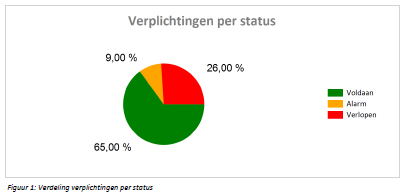 Verplichtingen per status
9,00 %
26,00 %
65,00 %
Voldaan
Alarm
Verlopen
Figuur 1: Verdeling verplichtingen per status